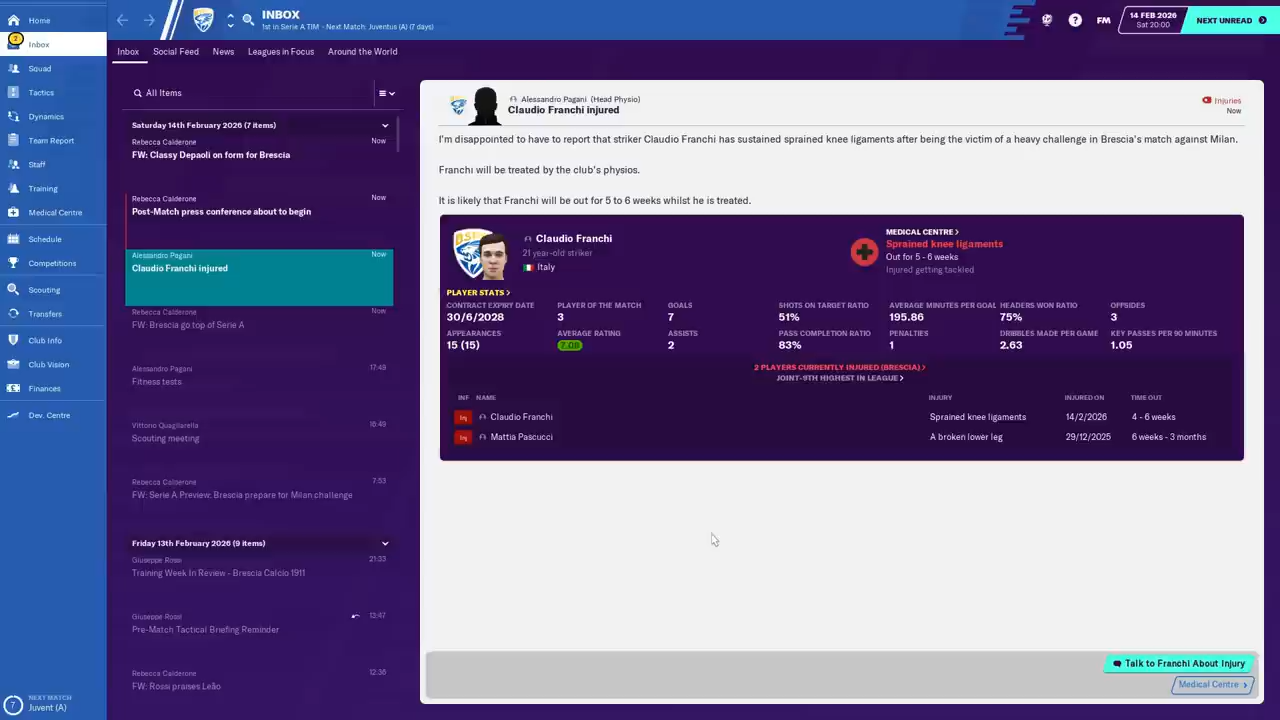 Home
Inbox
2
Squad
Tactics
Dynamics
Team Report
Staff
Training
Medical Centre
Schedule
Competitions
Scouting
Transfers
Club Info
Club Vision
Finances
Dev. Centre
7
NEXT MATCH
Juvent (A)
INBOX
1st in Serie A TIM - Next Match: Juventus (A) (7 days)
?
FM
14 FEB 2026
Sat 20:00
NEXT UNREAD
Inbox
Social Feed
News
Leagues in Focus
Around the World
All Items
Saturday 14th February 2026 (7 items)
Rebecca Calderone
Now
FW: Classy Depaoli on form for Brescia
Rebecca Calderone
Now
Post-Match press conference about to begin
Alessandro Pagani
Now
Claudio Franchi injured
Rebecca Calderone
Now
FW: Brescia go top of Serie A
Alessandro Pagani
17:49
Fitness tests
Vittorio Quagliarella
16:49
Scouting meeting
Rebecca Calderone
7:53
FW: Serie A Preview: Brescia prepare for Milan challenge
Friday 13th February 2026 (9 items)
Giuseppe Rossi
21:33
Training Week In Review - Brescia Calcio 1911
Giuseppe Rossi
13:47
Pre-Match Tactical Briefing Reminder
Rebecca Calderone
12:36
FW: Rossi praises Leão
Alessandro Pagani (Head Physio)
Claudio Franchi injured
Injuries
Now
I'm disappointed to have to report that striker Claudio Franchi has sustained sprained knee ligaments after being the victim of a heavy challenge in Brescia's match against Milan.
Franchi will be treated by the club's physios.
It is likely that Franchi will be out for 5 to 6 weeks whilst he is treated.
Claudio Franchi
21 year-old striker
Italy
MEDICAL CENTRE >
Sprained knee ligaments
Out for 5 - 6 weeks
Injured getting tackled
PLAYER STATS >
CONTRACT EXPIRY DATE PLAYER OF THE MATCH GOALS SHOTS ON TARGET RATIO AVERAGE MINUTES PER GOAL HEADERS WON RATIO OFFSIDES
30/6/2028 3 7 51% 195.86 75% 3
APPEARANCES AVERAGE RATING ASSISTS PASS COMPLETION RATIO PENALTIES DRIBBLES MADE PER GAME KEY PASSES PER 90 MINUTES
15 (15) 7.08 2 83% 1 2.63 1.05
2 PLAYERS CURRENTLY INJURED (BRESCIA) >
JOINT-9TH HIGHEST IN LEAGUE >
INF NAME INJURY INJURED ON TIME OUT
Inj Claudio Franchi Sprained knee ligaments 14/2/2026 4 - 6 weeks
Inj Mattia Pascucci A broken lower leg 29/12/2025 6 weeks - 3 months
Talk to Franchi About Injury
Medical Centre >